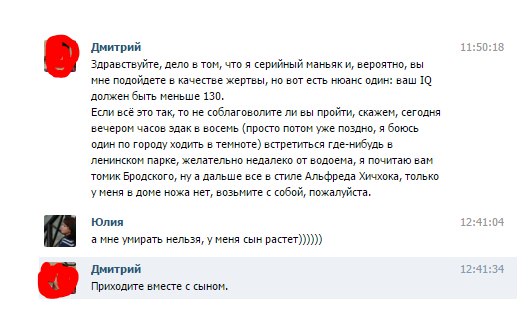 Дмитрий 11:50:18
Здравствуйте, дело в том, что я серийный маньяк и, вероятно, вы
мне подойдете в качестве жертвы, но вот есть нюанс один: ваш IQ
должен быть меньше 130.
Если всё это так, то не соблаговолите ли вы пройти, скажем, сегодня
вечером часов эдак в восемь (просто потом уже поздно, я боюсь
один по городу ходить в темноте) встретиться где-нибудь в
ленинском парке, желательно недалеко от водоема, я почитаю вам
томик Бродского, ну а дальше все в стиле Альфреда Хичхока, только
у меня в доме ножа нет, возьмите с собой, пожалуйста.
Юлия 12:41:04
а мне умирать нельзя, у меня сын растет))))))
Дмитрий 12:41:34
Приходите вместе с сыном.